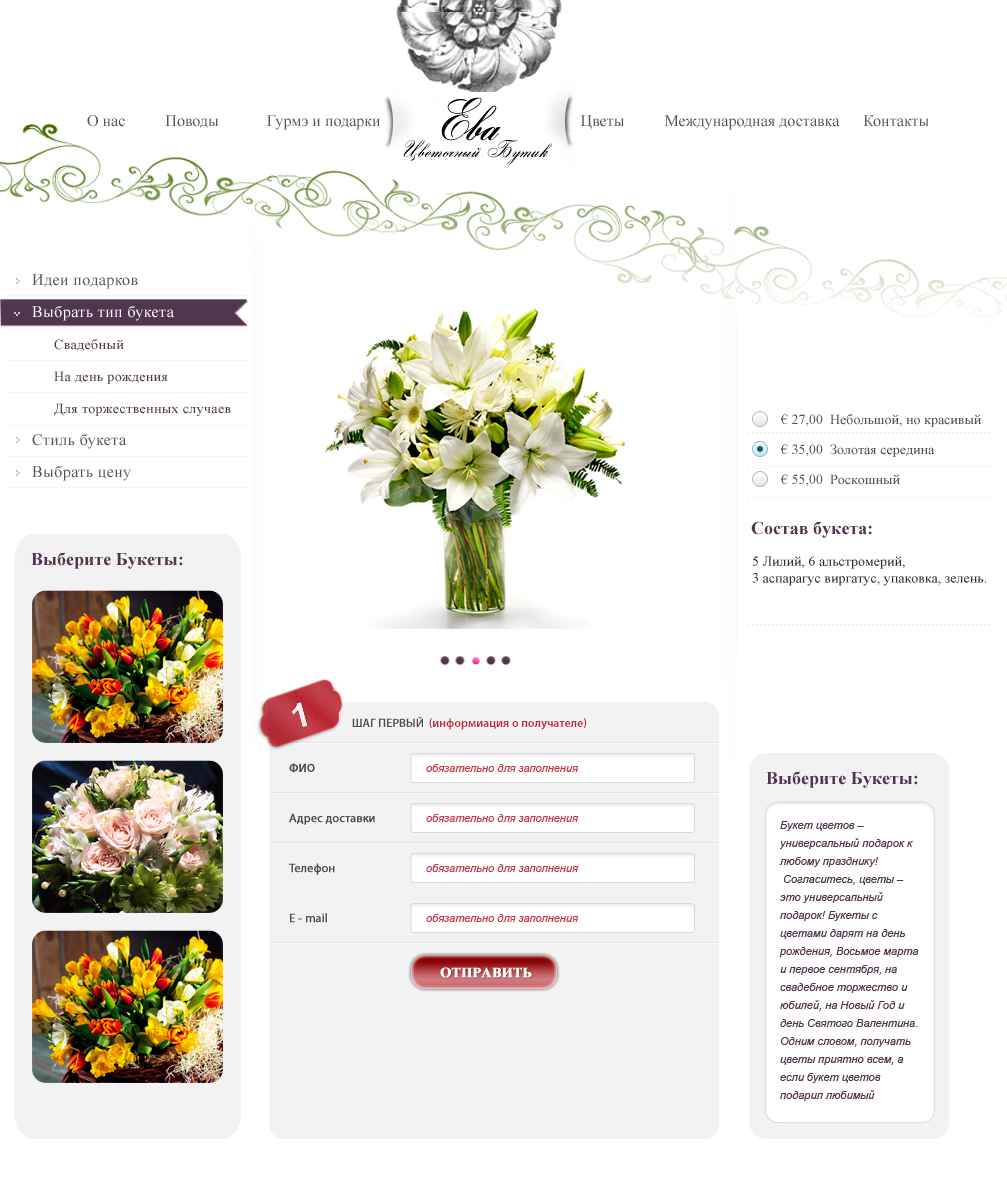 О нас
Поводы
Гурмэ и подарки
Ева
Цветочный Бутик
Цветы
Международная доставка
Контакты
Идеи подарков
Выбрать тип букета
Свадебный
На день рождения
Для торжественных случаев
Стиль букета
Выбрать цену
€ 27,00 Небольшой, но красивый
€ 35,00 Золотая середина
€ 55,00 Роскошный
Состав букета:
5 Лилий, 6 альстромерий,
3 аспарагус виргатус, упаковка, зелень.
Выберите Букеты:
1
ШАГ ПЕРВЫЙ (информиация о получателе)
ФИО обязательно для заполнения
Адрес доставки обязательно для заполнения
Телефон обязательно для заполнения
E - mail обязательно для заполнения
ОТПРАВИТЬ
Выберите Букеты:
Букет цветов –
универсальный подарок к
любому празднику!
Согласитесь, цветы –
это универсальный
подарок! Букеты с
цветами дарят на день
рождения, Восьмое марта
и первое сентября, на
свадебное торжество и
юбилей, на Новый Год и
день Святого Валентина.
Одним словом, получать
цветы приятно всем, а
если букет цветов
подарил любимый